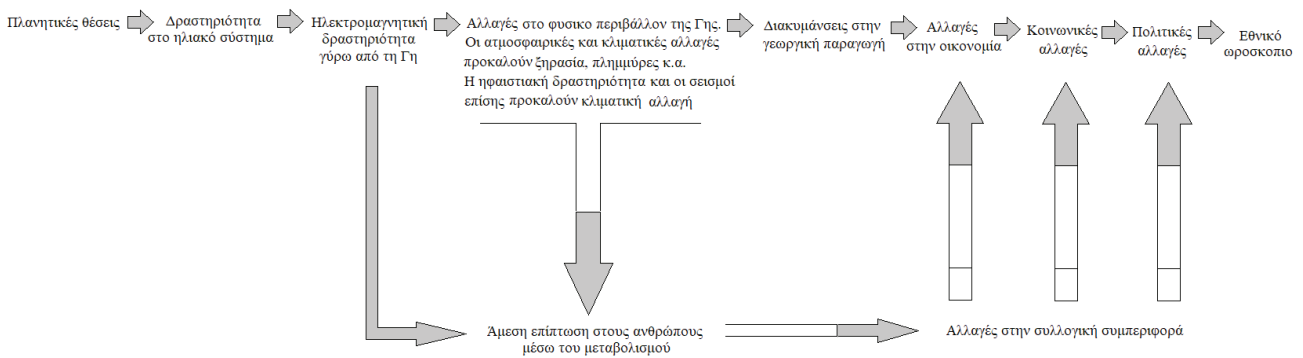 Πλανητικές θέσεις
Δραστηριότητα
στο ηλιακό σύστημα
Ηλεκτρομαγνητική
δραστηριότητα
γύρω από τη Γη
Αλλαγές στο φυσικο περιβάλλον της Γης.
Οι ατμοσφαιρικές και κλιματικές αλλαγές
προκαλούν ξηρασία, πλημμύρες κ.α.
Η ηφαιστιακή δραστηριότητα και οι σεισμοί
επίσης προκαλούν κλιματική αλλαγή
Διακυμάνσεις στην
γεωργική παραγωγή
Αλλαγές
στην οικονομία
Κοινωνικές
αλλαγές
Πολιτικές
αλλαγές
Εθνικό
ωροσκοπιο
Άμεση επίπτωση στους ανθρώπους
μέσω του μεταβολισμού
Αλλαγές στην συλλογική συμπεριφορά